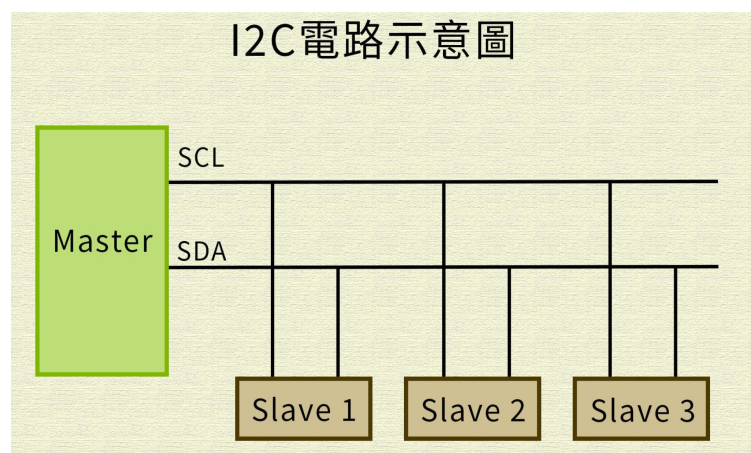 I2C電路示意圖
SCL
Master
SDA
Slave 1
Slave 2
Slave 3